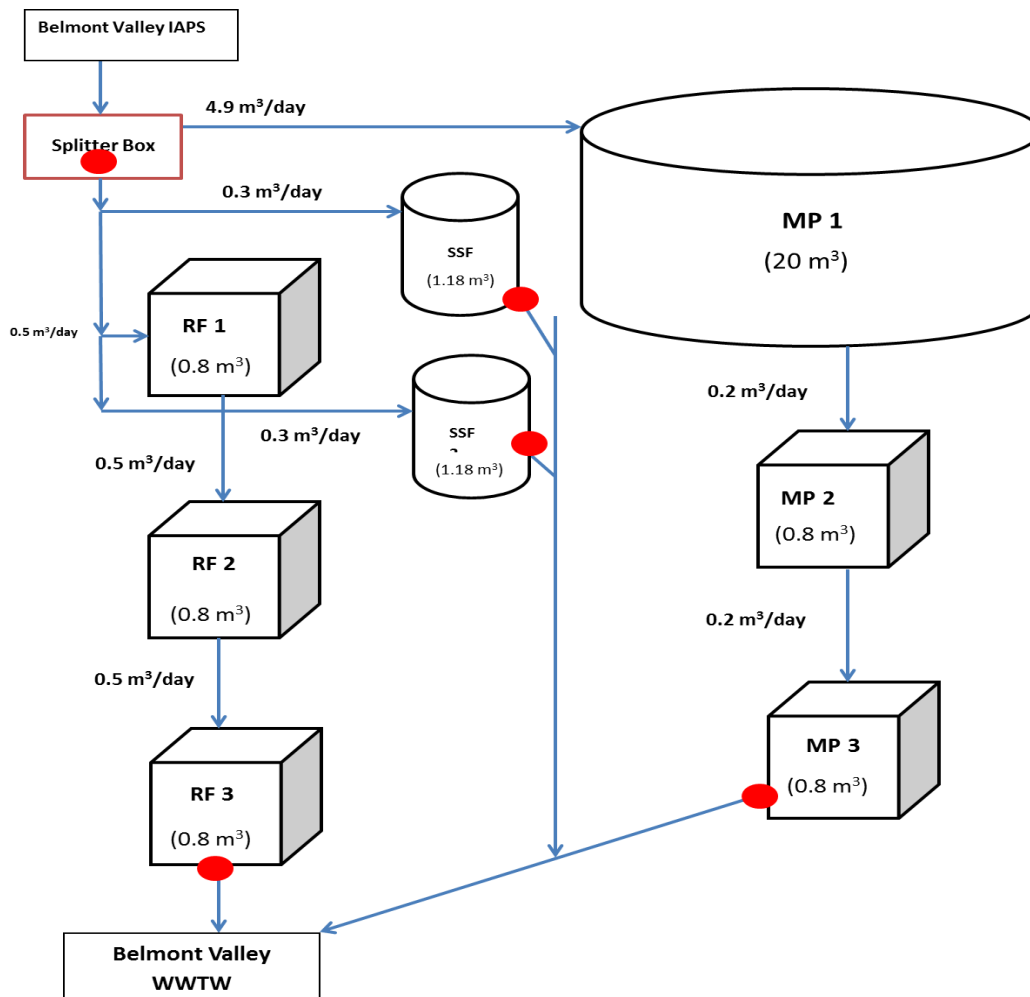 Belmont Valley IAPS
4.9 m³/day
Splitter Box
0.3 m³/day
SSF
(1.18 m³)
MP 1
(20 m³)
RF 1
(0.8 m³)
0.5 m³/day
0.3 m³/day
SSF
(1.18 m³)
0.2 m³/day
0.5 m³/day
MP 2
(0.8 m³)
RF 2
(0.8 m³)
0.2 m³/day
0.5 m³/day
MP 3
(0.8 m³)
RF 3
(0.8 m³)
Belmont Valley
WWTW